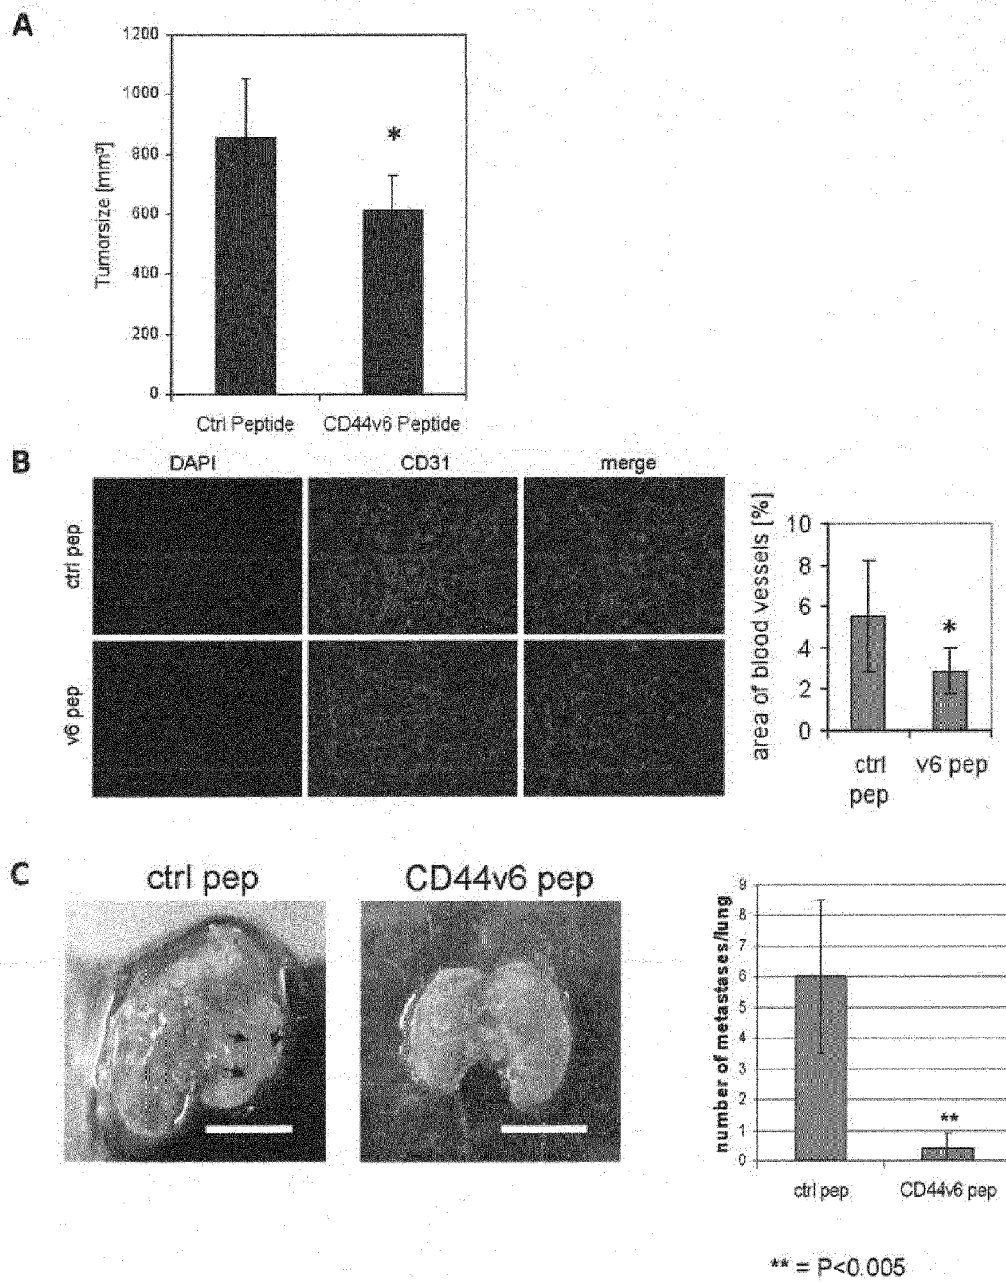 A
Tumorsize [mm³]
1200
1000
800
600
400
200
0
*
Ctrl Peptide CD44v6 Peptide
B
DAPI CD31 merge
ctrl pep
v6 pep
area of blood vessels [%]
10
8
6
4
2
0
*
ctrl pep
v6 pep
C
ctrl pep CD44v6 pep
number of metastases/lung
9
8
7
6
5
4
3
2
1
0
**
ctrl pep CD44v6 pep
** = P<0.005